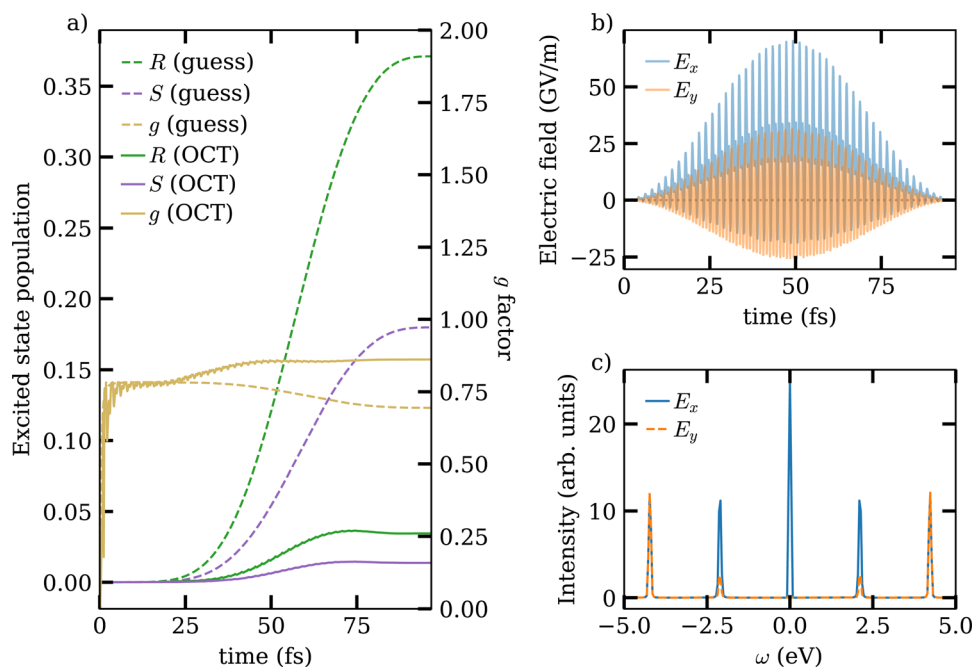 a)
R (guess)
S (guess)
g (guess)
R (OCT)
S (OCT)
g (OCT)
Excited state population
0.35
0.30
0.25
0.20
0.15
0.10
0.05
0.00
0
25
50
75
time (fs)
2.00
1.75
1.50
1.25
1.00
0.75
0.50
0.25
0.00
g factor
b)
E_x
E_y
Electric field (GV/m)
50
25
0
−25
0
25
50
75
time (fs)
c)
E_x
E_y
Intensity (arb. units)
20
10
0
−5.0
−2.5
0.0
2.5
5.0
ω (eV)